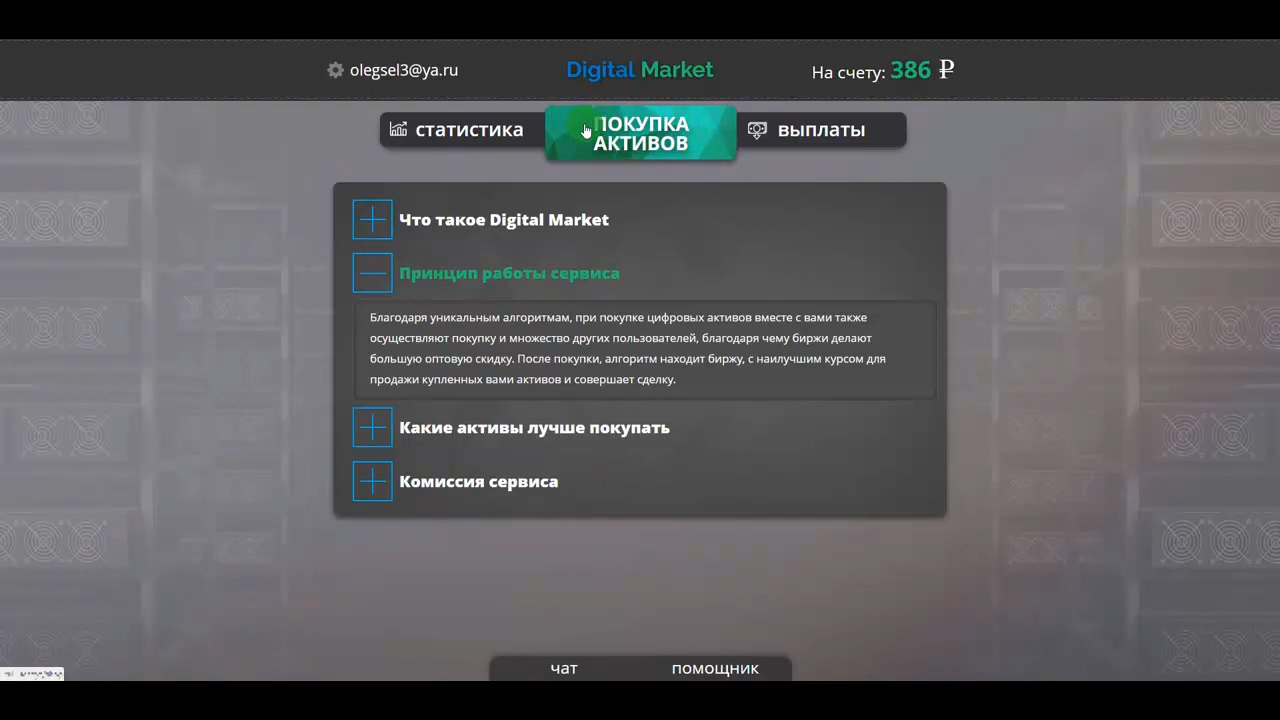 olegsel3@ya.ru
Digital Market
На счету: 386 ₽
статистика
ПОКУПКА
АКТИВОВ
выплаты
Что такое Digital Market
Принцип работы сервиса
Благодаря уникальным алгоритмам, при покупке цифровых активов вместе с вами также
осуществляют покупку и множество других пользователей, благодаря чему биржи делают
большую оптовую скидку. После покупки, алгоритм находит биржу, с наилучшим курсом для
продажи купленных вами активов и совершает сделку.
Какие активы лучше покупать
Комиссия сервиса
чат
помощник